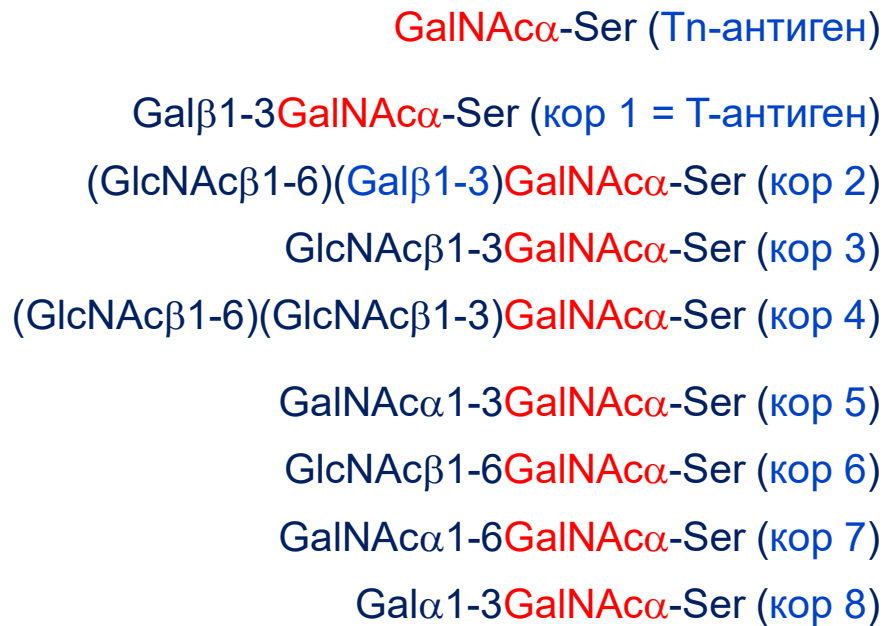 GalNAcα-Ser (Tn-антиген)
Galβ1-3GalNAcα-Ser (кор 1 = T-антиген)
(GlcNAcβ1-6)(Galβ1-3)GalNAcα-Ser (кор 2)
GlcNAcβ1-3GalNAcα-Ser (кор 3)
(GlcNAcβ1-6)(GlcNAcβ1-3)GalNAcα-Ser (кор 4)
GalNAcα1-3GalNAcα-Ser (кор 5)
GlcNAcβ1-6GalNAcα-Ser (кор 6)
GalNAcα1-6GalNAcα-Ser (кор 7)
Galα1-3GalNAcα-Ser (кор 8)